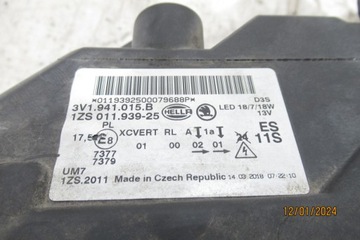 *0119392500079688P*
3V1.941.015.B HELLA D3S
1ZS 011.939-25 LED 18/7/18W
13V
PL
17,5 E8 XCVERT RL A 1a ES
01 00 02 01 24 11S
7377
7379
UM7
1ZS.2011 Made in Czech Republic 14.03.2018 07:22:10
12/01/2024